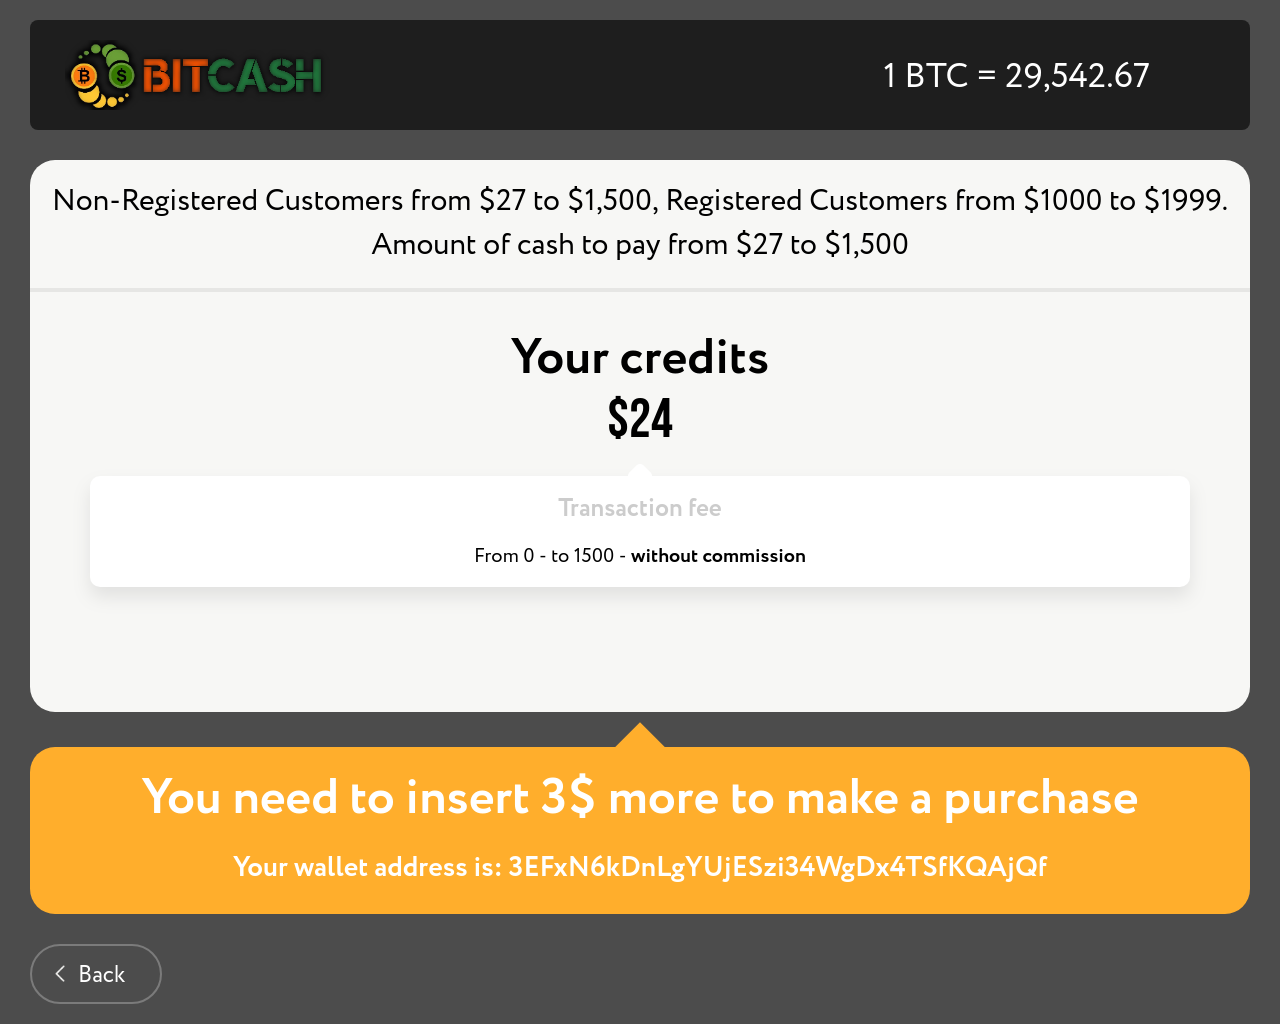 BITCASH
1 BTC = 29,542.67
Non-Registered Customers from $27 to $1,500, Registered Customers from $1000 to $1999.
Amount of cash to pay from $27 to $1,500
Your credits
$24
Transaction fee
From 0 - to 1500 - without commission
You need to insert 3$ more to make a purchase
Your wallet address is: 3EFxN6kDnLgYUjESzi34WgDx4TSfKQAjQf
Back